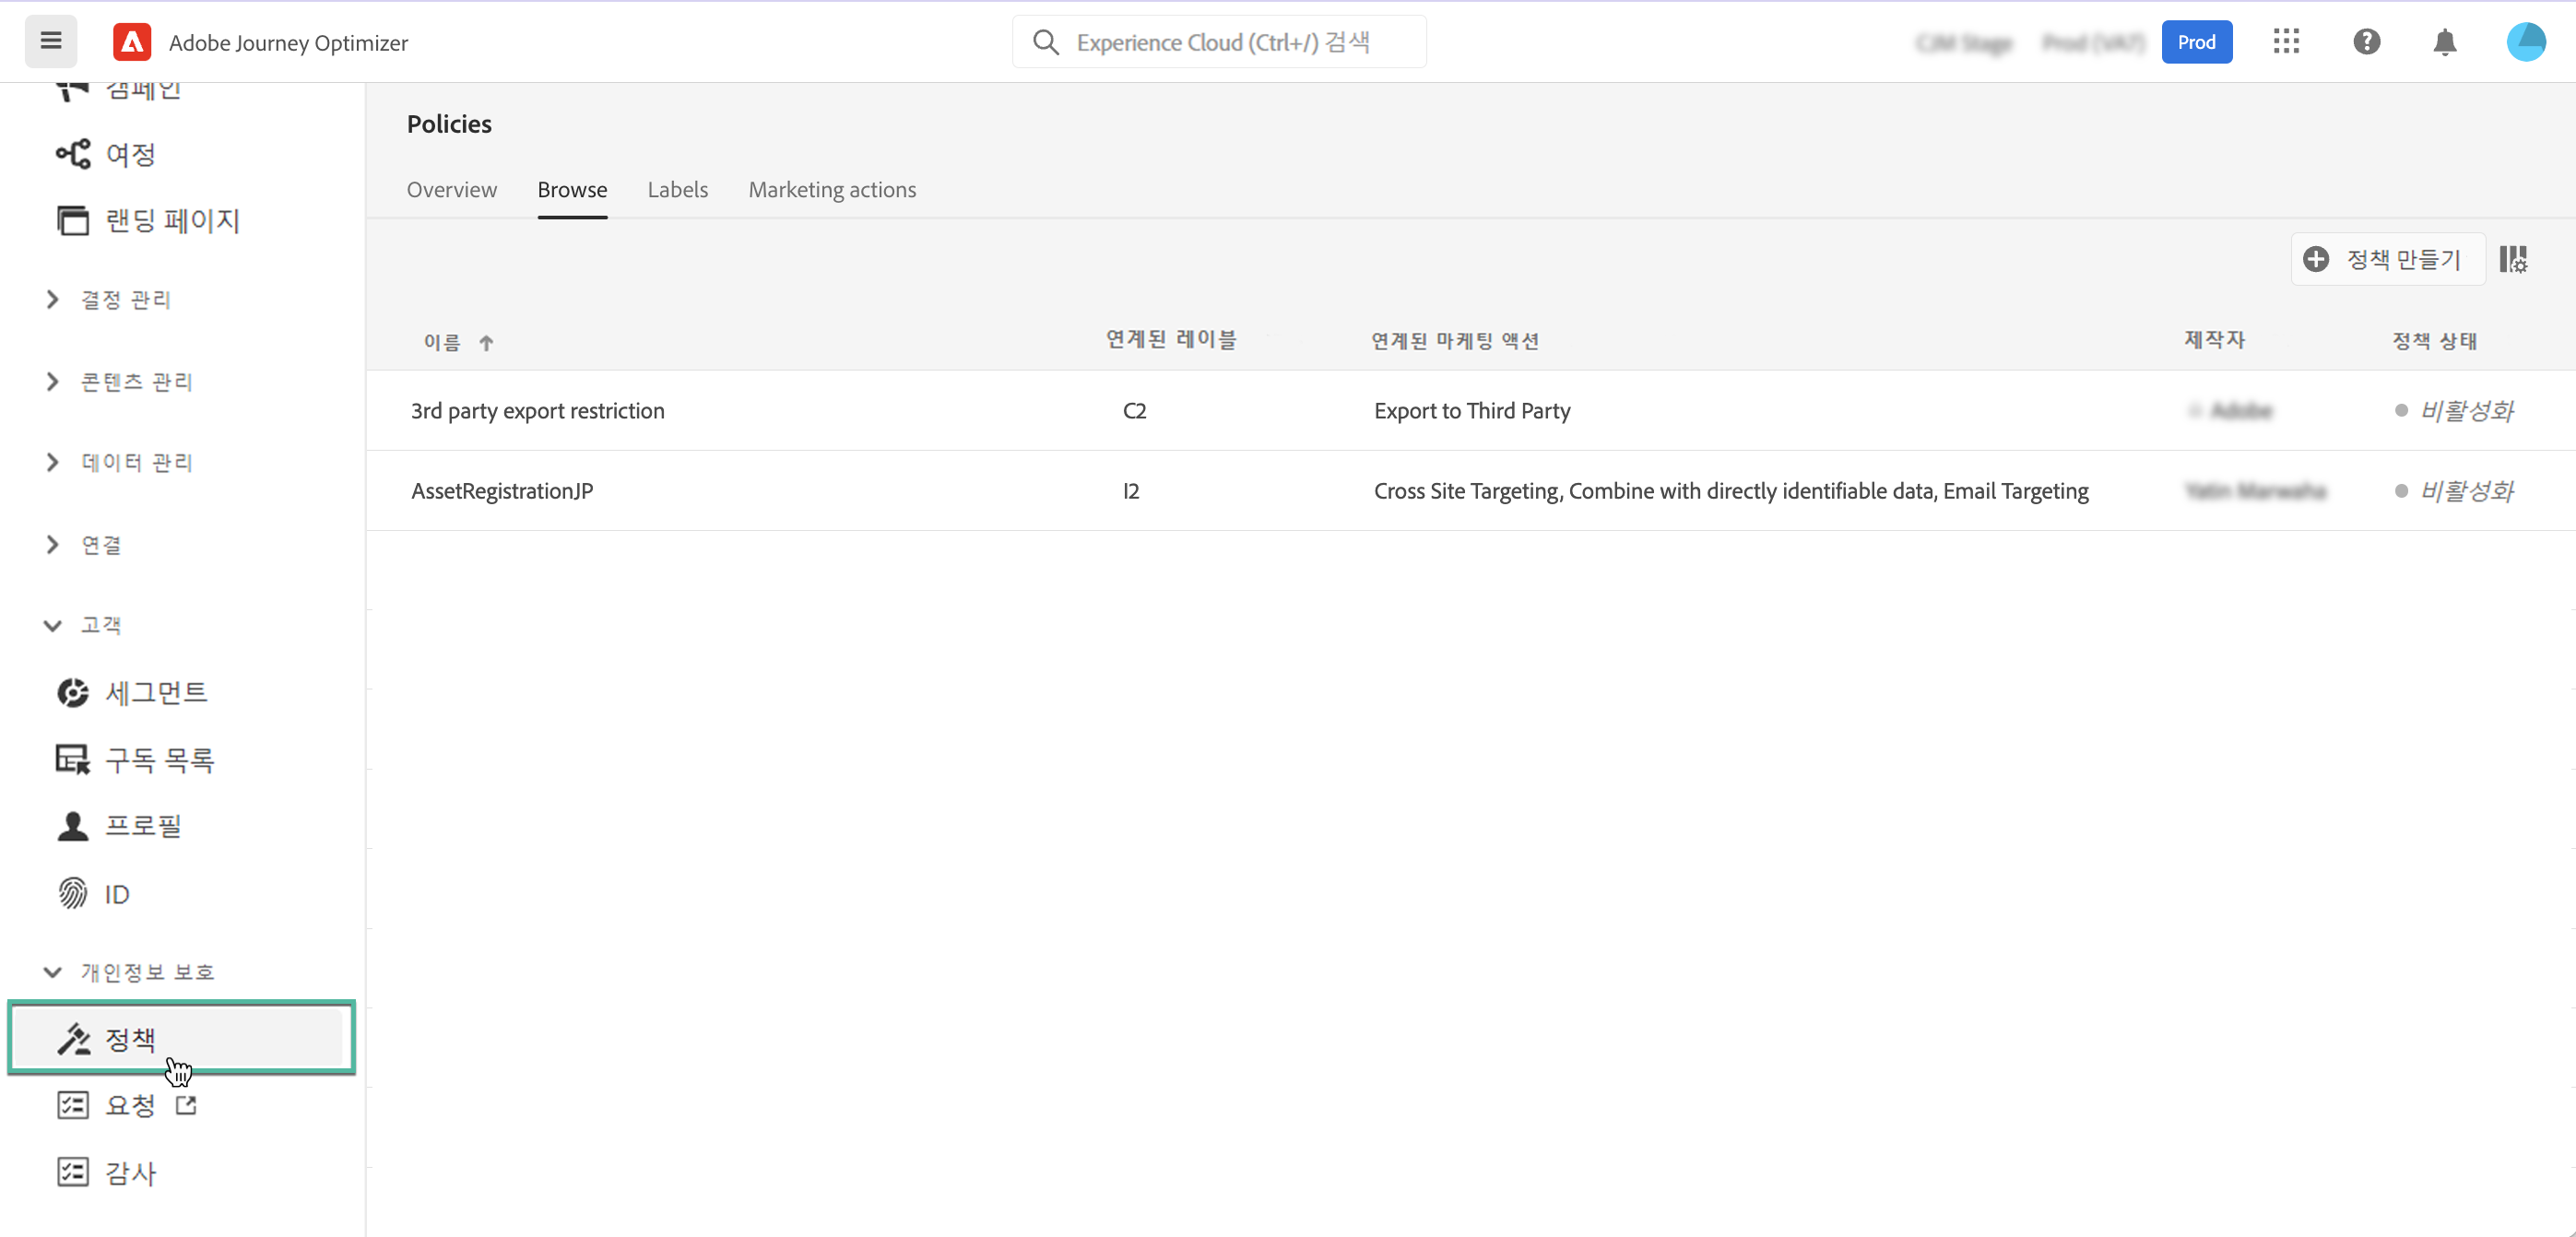 Adobe Journey Optimizer
Experience Cloud (Ctrl+/) 검색
Prod
캠페인
여정
랜딩 페이지
결정 관리
콘텐츠 관리
데이터 관리
연결
고객
세그먼트
구독 목록
프로필
ID
개인정보 보호
정책
요청
감사
Policies
Overview Browse Labels Marketing actions
정책 만들기
이름 연계된 레이블 연계된 마케팅 액션 제작자 정책 상태
3rd party export restriction C2 Export to Third Party Adobe 비활성화
AssetRegistrationJP I2 Cross Site Targeting, Combine with directly identifiable data, Email Targeting 비활성화